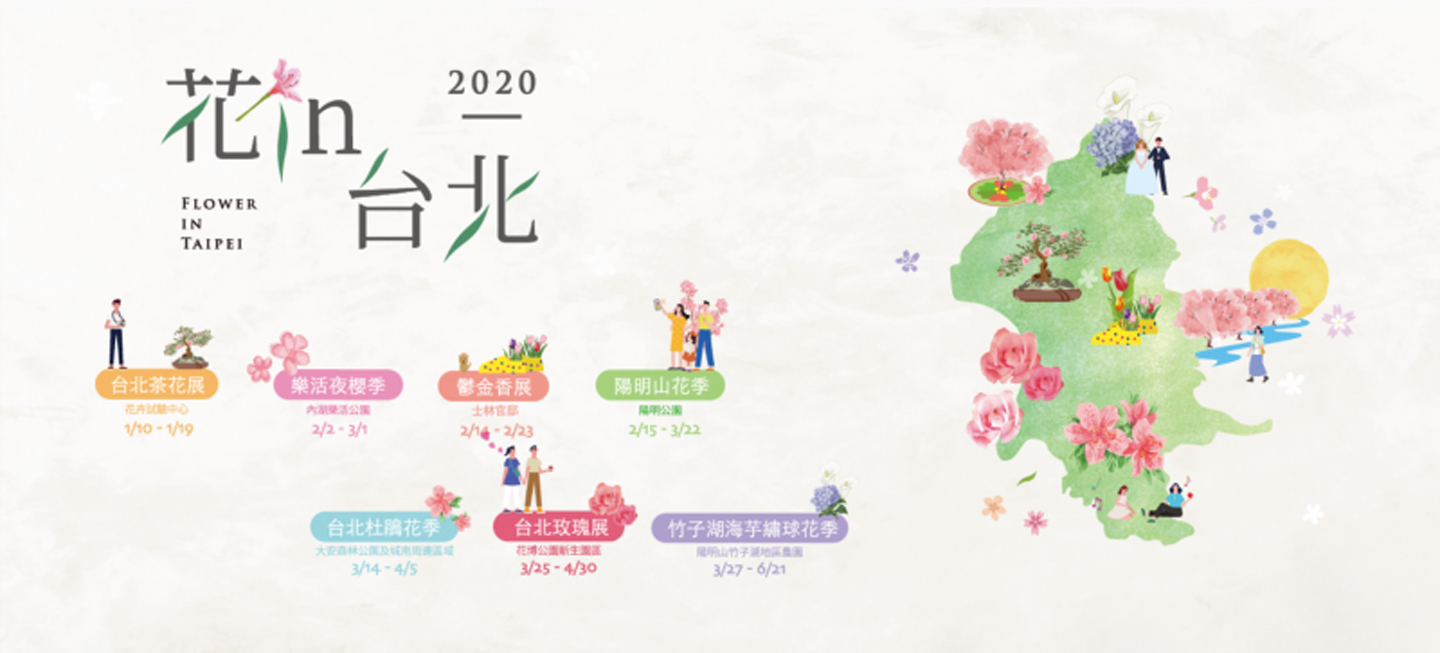 花in
台北
2020
FLOWER
IN
TAIPEI
台北茶花展
花卉試驗中心
1/10 - 1/19
樂活夜櫻季
內湖樂活公園
2/2 - 3/1
鬱金香展
士林官邸
2/14 - 2/23
陽明山花季
陽明公園
2/15 - 3/22
台北杜鵑花季
大安森林公園及城南周邊區域
3/14 - 4/5
台北玫瑰展
花博公園新生園區
3/25 - 4/30
竹子湖海芋繡球花季
陽明山竹子湖地區農園
3/27 - 6/21